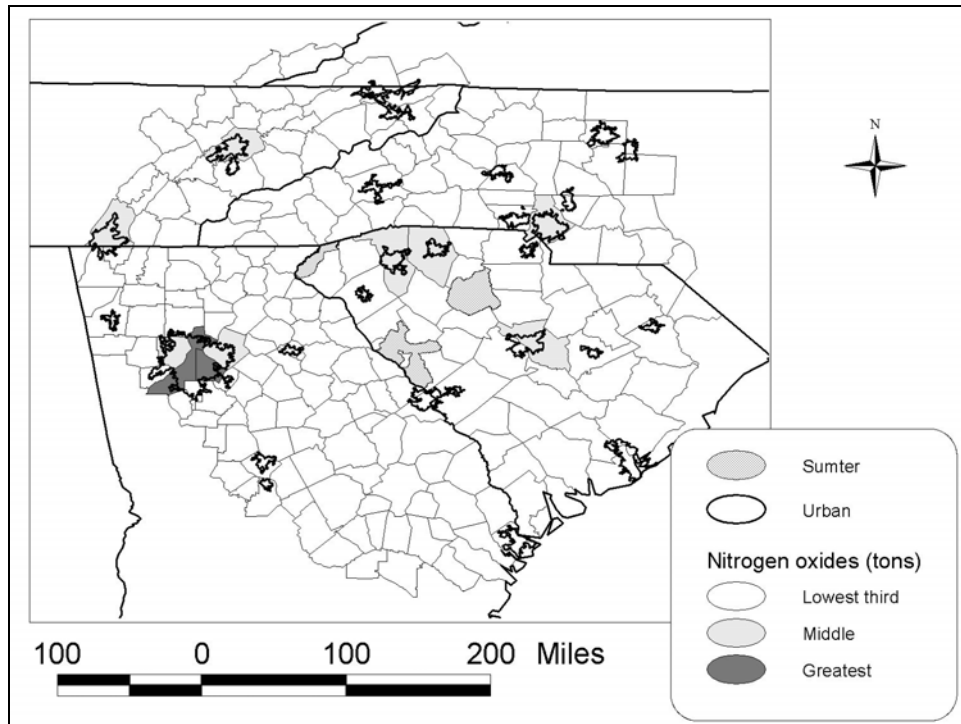 N
Sumter
Urban
Nitrogen oxides (tons)
Lowest third
Middle
Greatest
100 0 100 200 Miles